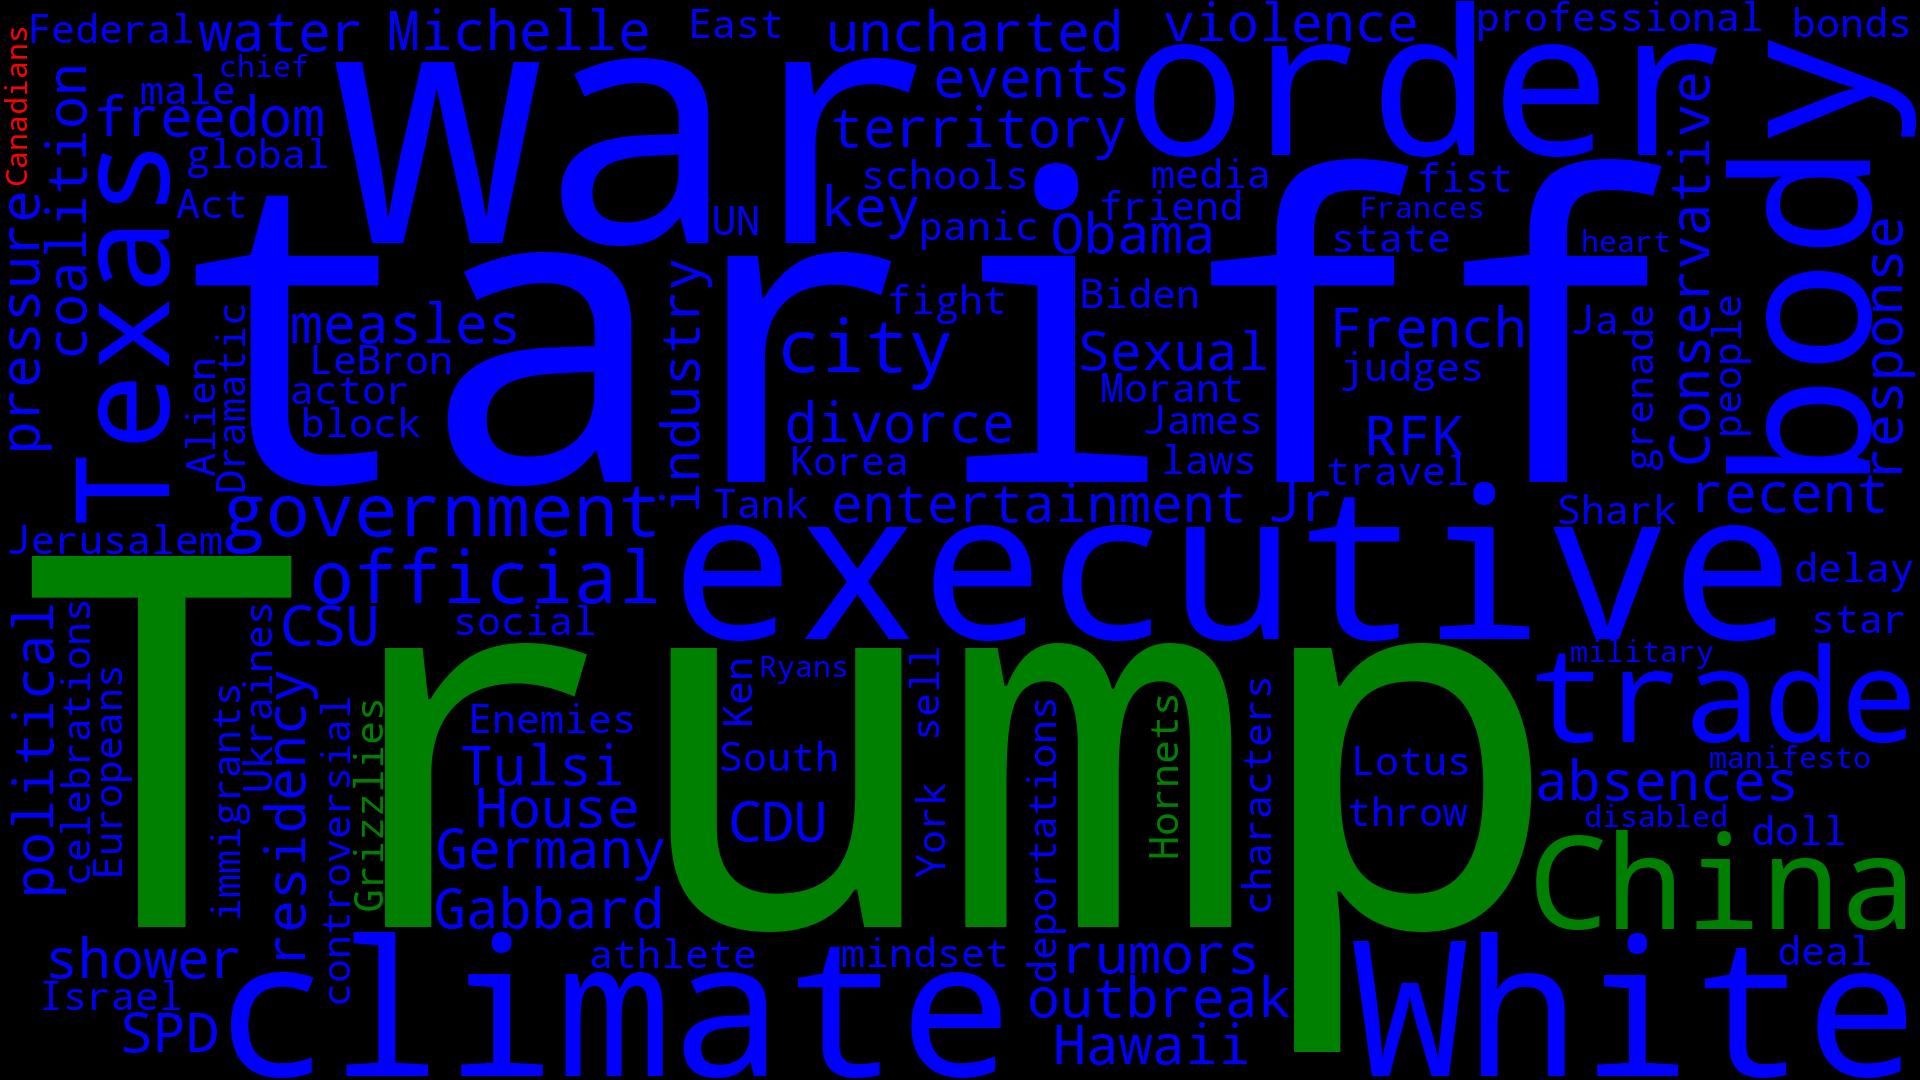 Federal
water
Michelle
East
uncharted
violence
professional
bonds
Canadians
chief
male
freedom
global
coalition
Texas
Act
war
events
territory
order
schools
media
fist
UN
key
panic
friend
Obama
Frances
state
heart
Conservative
body
response
pressure
tariff
measles
LeBron
actor
block
Alien
Dramatic
industry
fight
city
Biden
Sexual
French
Ja
judges
Morant
James
divorce
Korea
laws
RFK
travel
grenade
people
government
Tank
entertainment
Jr
Shark
recent
Jerusalem
official
executive
delay
CSU
social
star
Trump
political
celebrations
Europeans
immigrants
Ukraines
residency
controversial
Grizzlies
Enemies
Tulsi
House
Germany
Gabbard
Ken
Ryans
South
CDU
sell
York
deportations
Hornets
characters
Lotus
throw
military
trade
manifesto
absences
disabled
doll
China
shower
Israel
SPD
climate
athlete
mindset
rumors
outbreak
Hawaii
White
deal